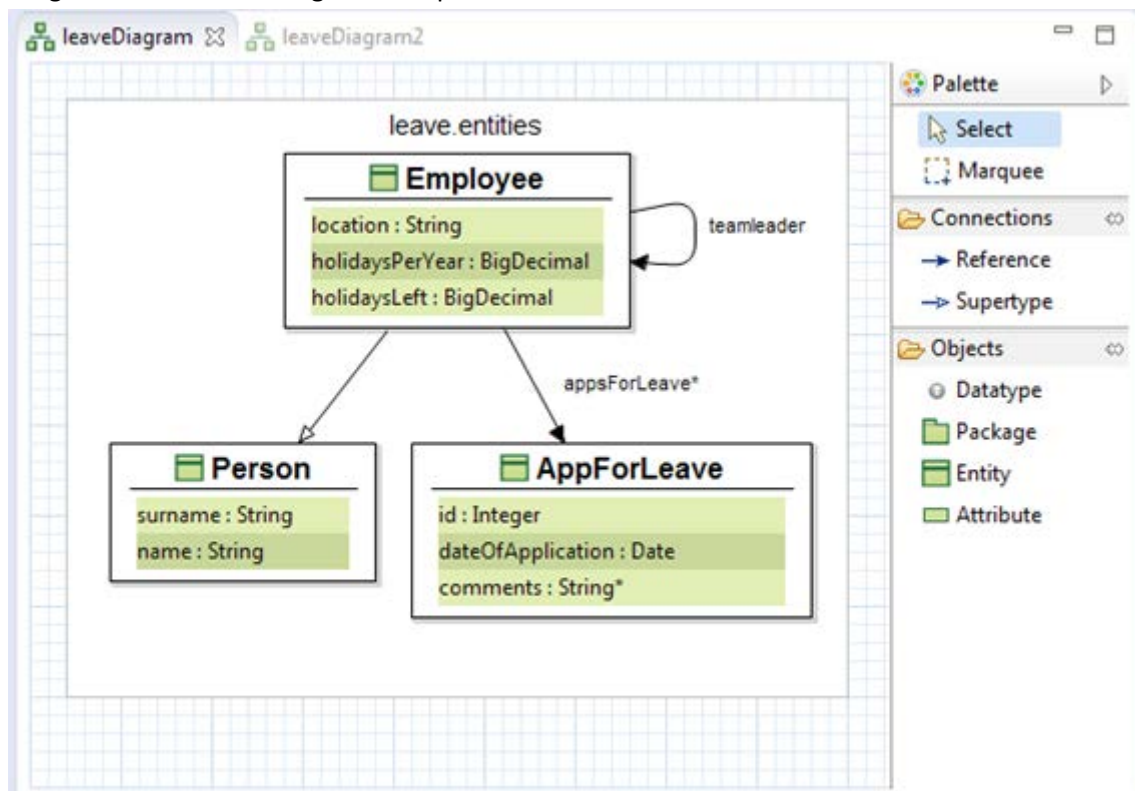 leaveDiagram
leaveDiagram2
leave.entities
Employee
location : String
holidaysPerYear : BigDecimal
holidaysLeft : BigDecimal
teamleader
appsForLeave*
Person
surname : String
name : String
AppForLeave
id : Integer
dateOfApplication : Date
comments : String*
Palette
Select
Marquee
Connections
Reference
Supertype
Objects
Datatype
Package
Entity
Attribute